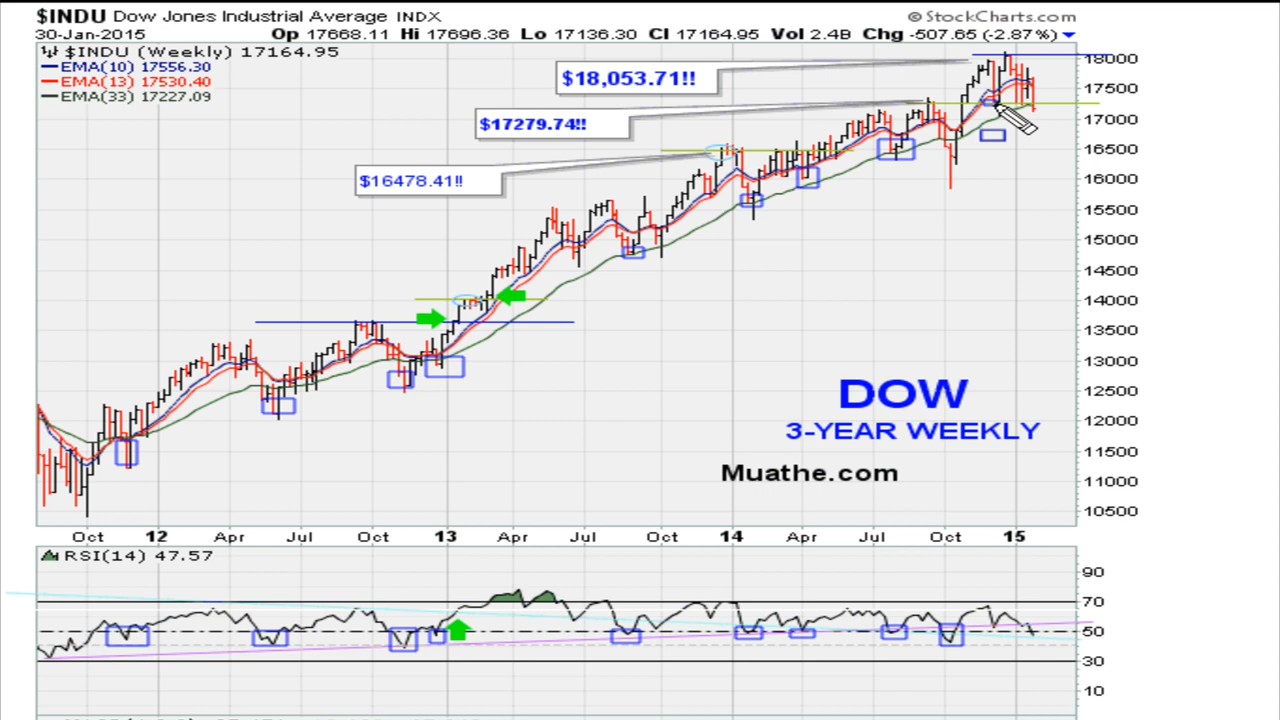 $INDU Dow Jones Industrial Average INDX
© StockCharts.com
30-Jan-2015 Op 17668.11 Hi 17696.36 Lo 17136.30 Cl 17164.95 Vol 2.4B Chg -507.65 (-2.87%)
$INDU (Weekly) 17164.95
EMA(10) 17556.30
EMA(13) 17530.40
EMA(33) 17227.09
$18,053.71!!
$17279.74!!
$16478.41!!
18000
17500
17000
16500
16000
15500
15000
14500
14000
13500
13000
12500
12000
11500
11000
10500
DOW
3-YEAR WEEKLY
Muathe.com
Oct 12 Apr Jul Oct 13 Apr Jul Oct 14 Apr Jul Oct 15
RSI(14) 47.57
90
70
50
30
10